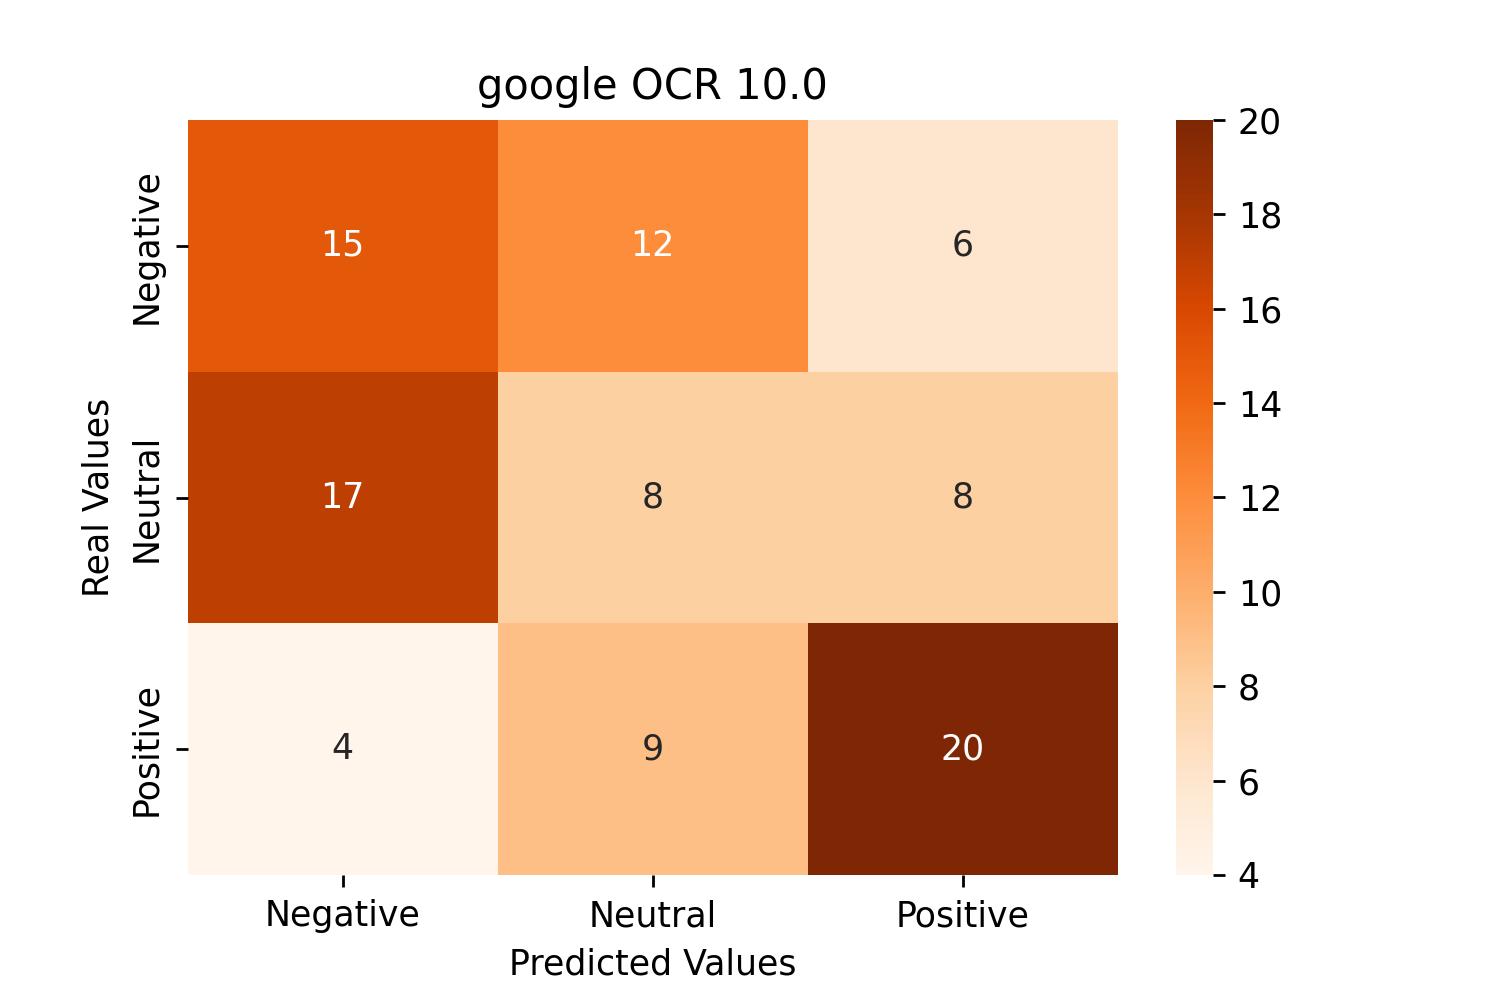 google OCR 10.0
Real Values
Negative
15 12 6
Neutral
17 8 8
Positive
4 9 20
Negative Neutral Positive
Predicted Values
20
18
16
14
12
10
8
6
4